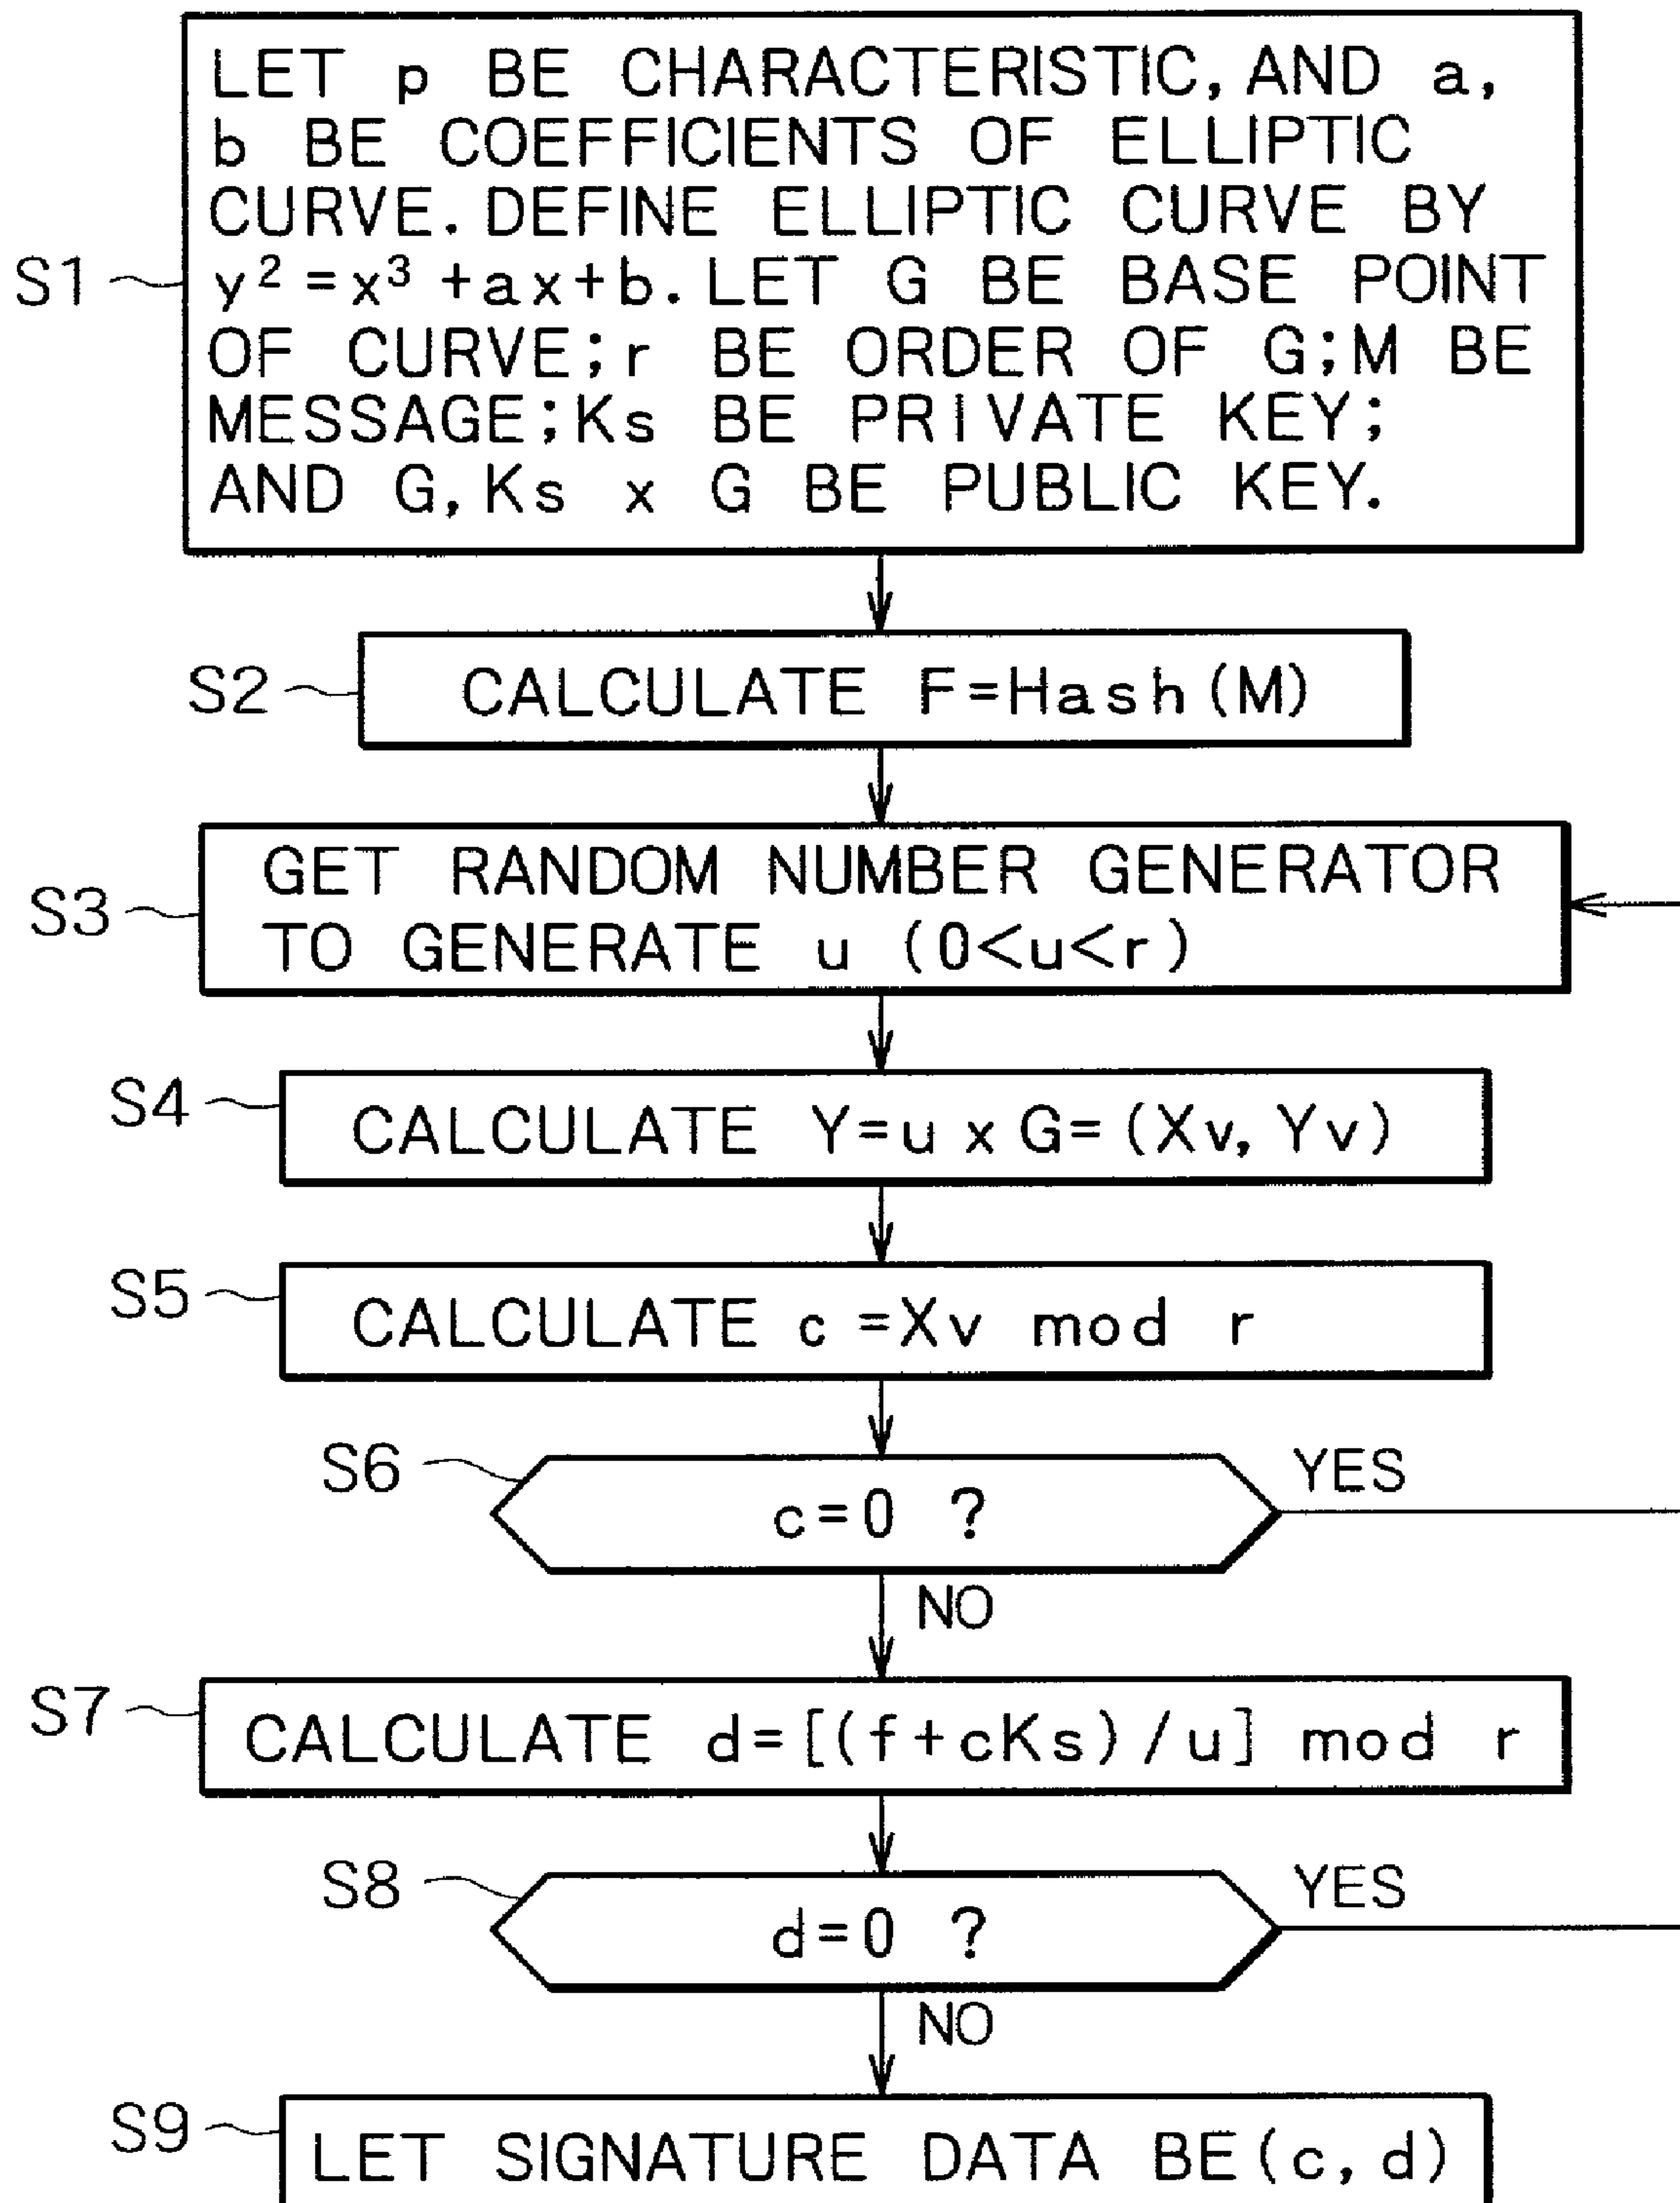 S1
LET p BE CHARACTERISTIC, AND a,
b BE COEFFICIENTS OF ELLIPTIC
CURVE. DEFINE ELLIPTIC CURVE BY
y² = x³ + ax + b. LET G BE BASE POINT
OF CURVE; r BE ORDER OF G; M BE
MESSAGE; Ks BE PRIVATE KEY;
AND G, Ks x G BE PUBLIC KEY.
S2
CALCULATE F=Hash(M)
S3
GET RANDOM NUMBER GENERATOR
TO GENERATE u (0<u<r)
S4
CALCULATE Y=u x G=(Xv, Yv)
S5
CALCULATE c =Xv mod r
S6
c=0 ?
YES
NO
S7
CALCULATE d=[(f+cKs)/u] mod r
S8
d=0 ?
YES
NO
S9
LET SIGNATURE DATA BE(c, d)